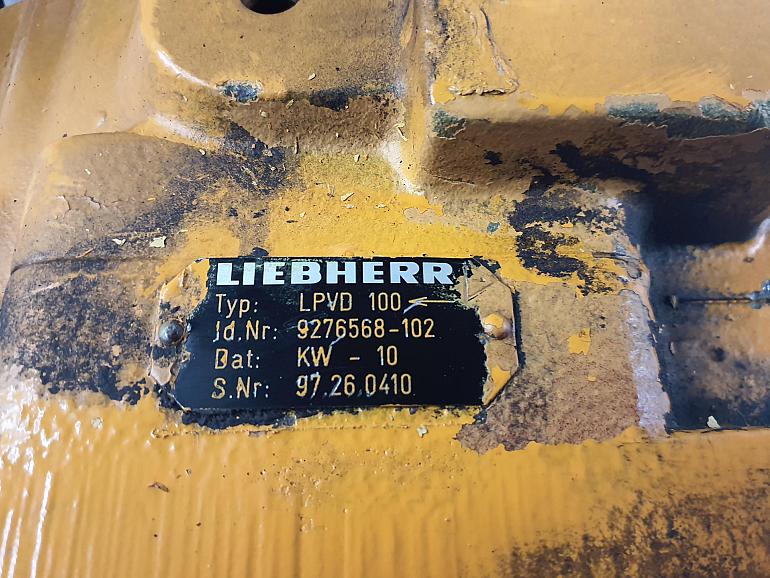 LIEBHERR
Typ: LPVD 100 ←
Id.Nr: 9276568-102
Dat: KW - 10
S.Nr: 97.26.0410